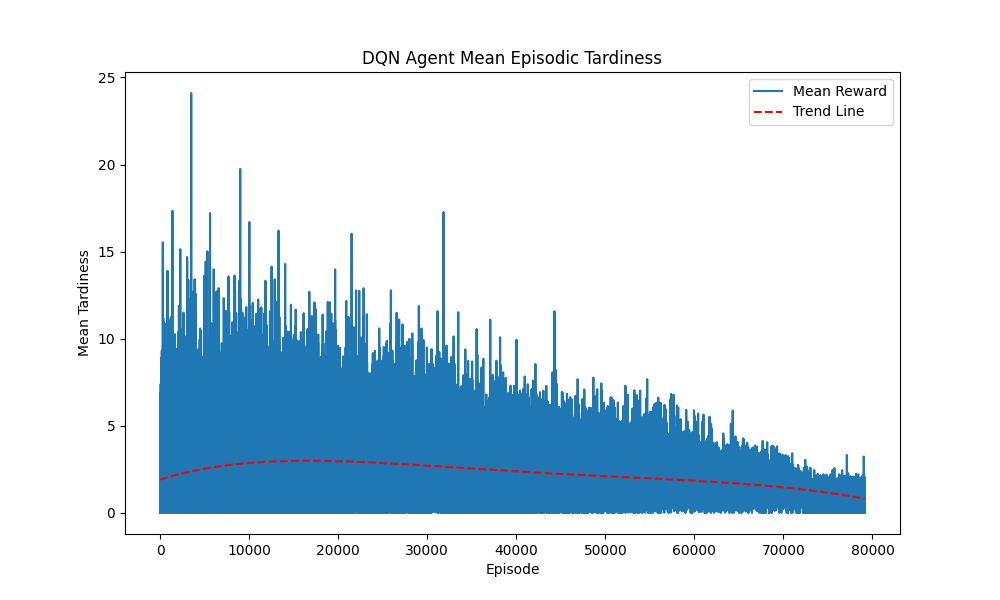 DQN Agent Mean Episodic Tardiness
Mean Reward
Trend Line
25
20
15
10
5
0
Mean Tardiness
0 10000 20000 30000 40000 50000 60000 70000 80000
Episode